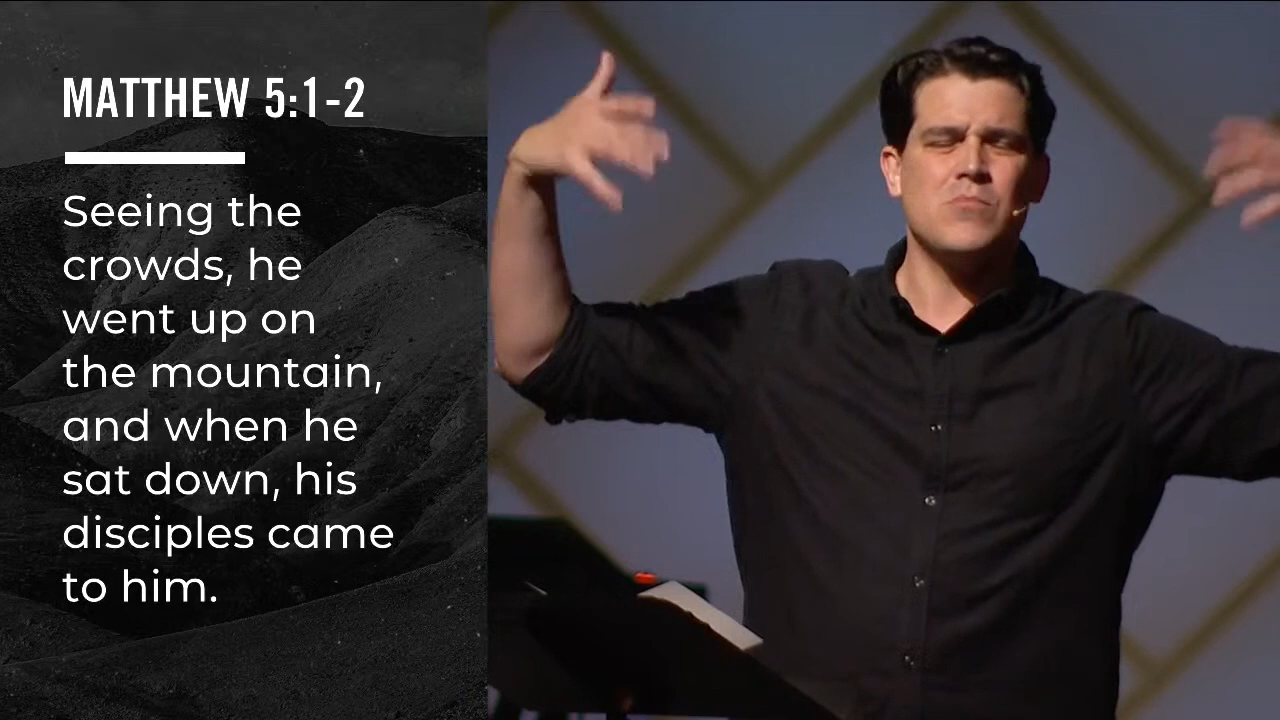 MATTHEW 5:1-2
Seeing the
crowds, he
went up on
the mountain,
and when he
sat down, his
disciples came
to him.